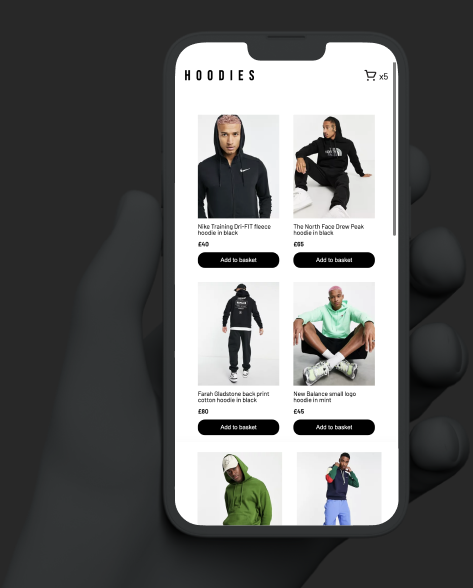 HOODIES
x5
Nike Training Dri-FIT fleece
hoodie in black
£40
Add to basket
The North Face Drew Peak
hoodie in black
£65
Add to basket
Farah Gladstone back print
cotton hoodie in black
£80
Add to basket
New Balance small logo
hoodie in mint
£45
Add to basket